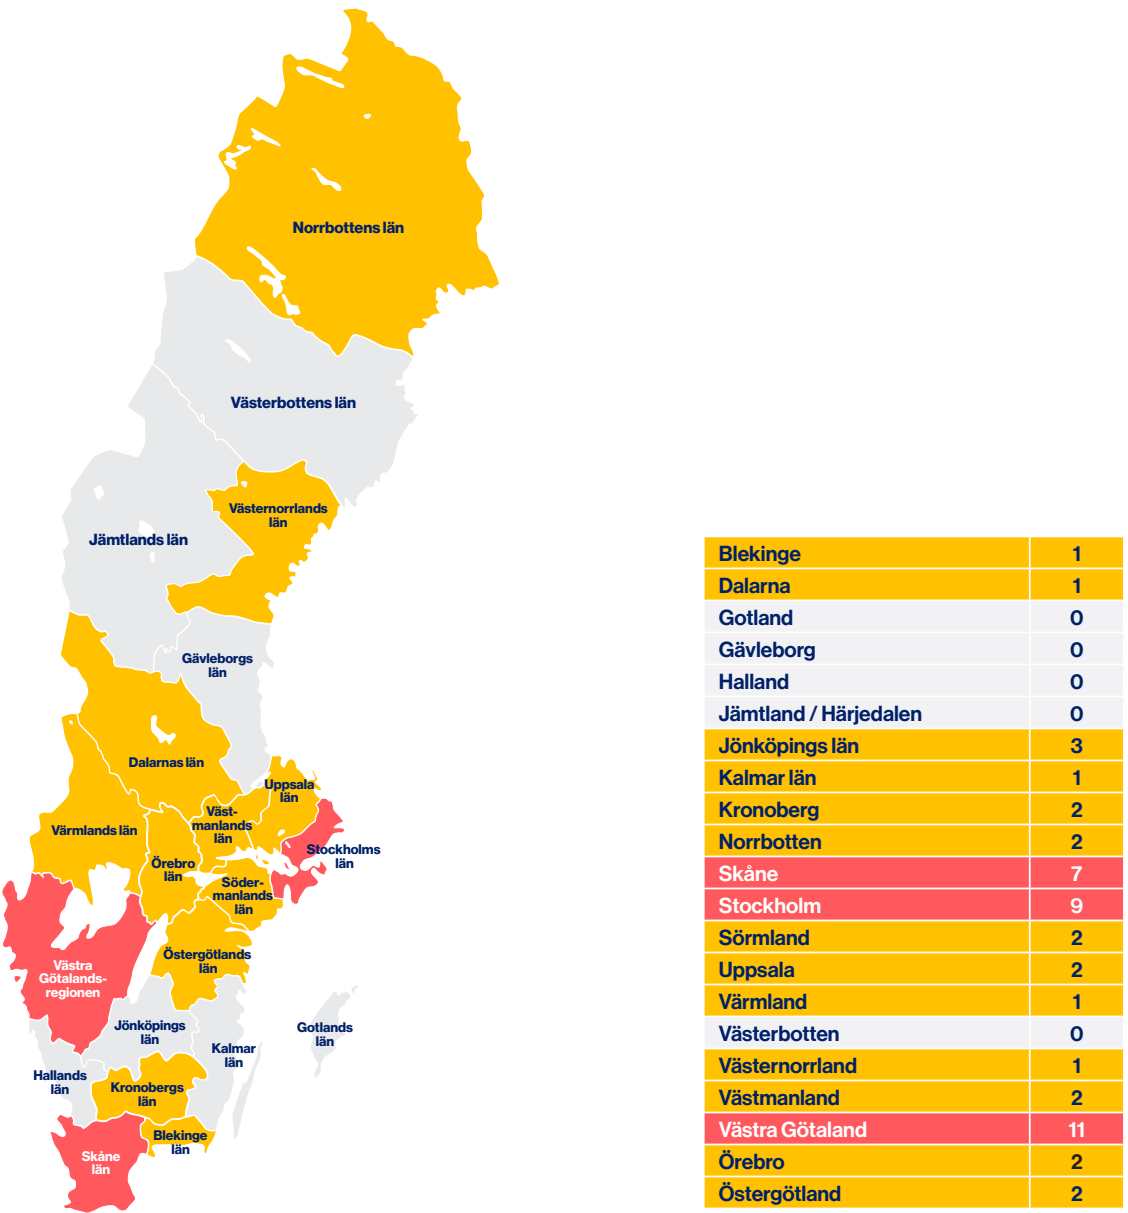 Norrbottens län
Västerbottens län
Västernorrlands
län
Jämtlands län
Gävleborgs
län
Dalarnas län
Uppsala
län
Väst-
manlands
län
Värmlands län
Stockholms
län
Örebro
län
Söder-
manlands
län
Östergötlands
län
Västra
Götalands-
regionen
Jönköpings
län
Gotlands
län
Kalmar
län
Hallands
län
Kronobergs
län
Blekinge
län
Skåne
län
Blekinge 1
Dalarna 1
Gotland 0
Gävleborg 0
Halland 0
Jämtland / Härjedalen 0
Jönköpings län 3
Kalmar län 1
Kronoberg 2
Norrbotten 2
Skåne 7
Stockholm 9
Sörmland 2
Uppsala 2
Värmland 1
Västerbotten 0
Västernorrland 1
Västmanland 2
Västra Götaland 11
Örebro 2
Östergötland 2